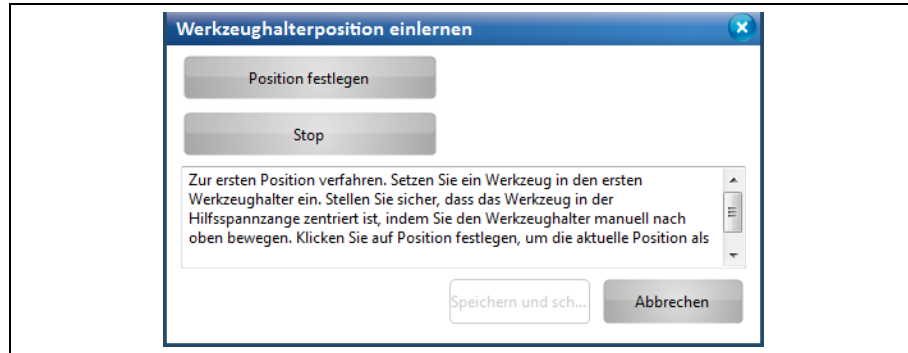 Werkzeughalterposition einlernen
Position festlegen
Stop
Zur ersten Position verfahren. Setzen Sie ein Werkzeug in den ersten
Werkzeughalter ein. Stellen Sie sicher, dass das Werkzeug in der
Hilfsspannzange zentriert ist, indem Sie den Werkzeughalter manuell nach
oben bewegen. Klicken Sie auf Position festlegen, um die aktuelle Position als
Speichern und sch...
Abbrechen